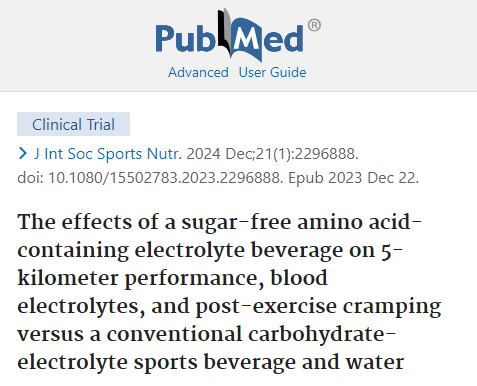 PubMed®
Advanced User Guide
Clinical Trial
J Int Soc Sports Nutr. 2024 Dec;21(1):2296888.
doi: 10.1080/15502783.2023.2296888. Epub 2023 Dec 22.
The effects of a sugar-free amino acid-
containing electrolyte beverage on 5-
kilometer performance, blood
electrolytes, and post-exercise cramping
versus a conventional carbohydrate-
electrolyte sports beverage and water